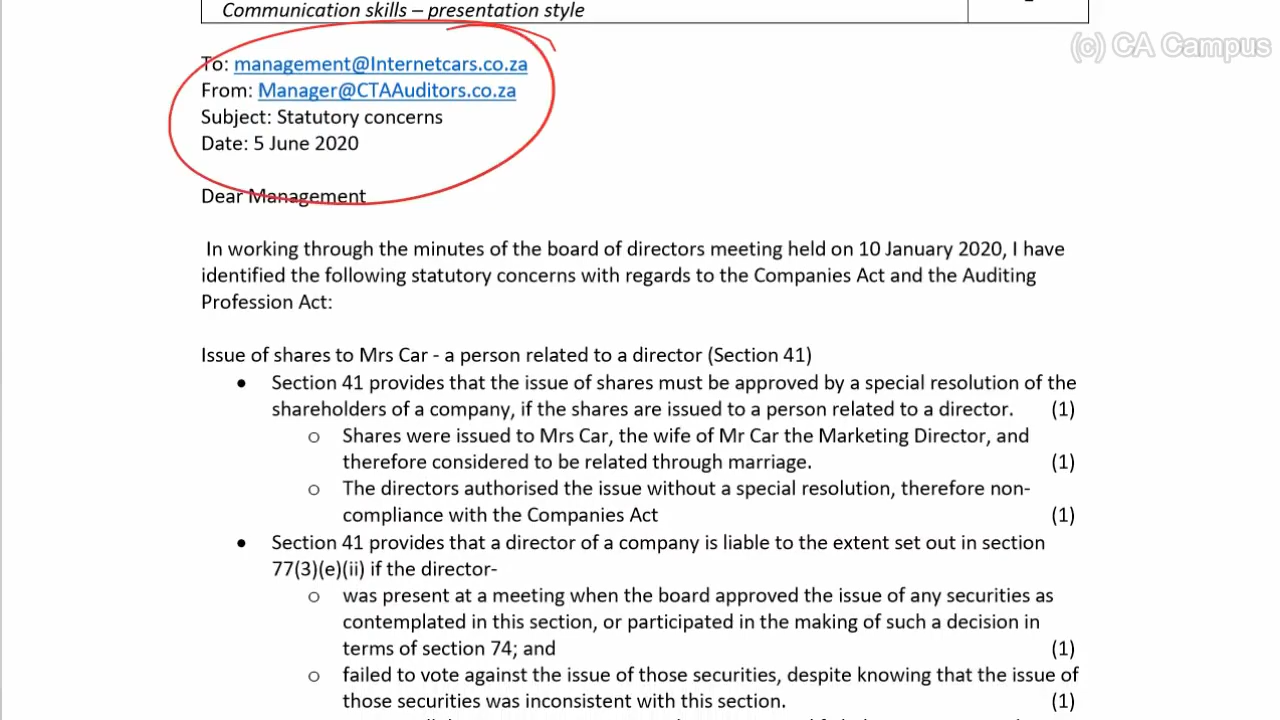 Communication skills – presentation style
(c) CA Campus
To: management@Internetcars.co.za
From: Manager@CTAAuditors.co.za
Subject: Statutory concerns
Date: 5 June 2020
Dear Management
In working through the minutes of the board of directors meeting held on 10 January 2020, I have
identified the following statutory concerns with regards to the Companies Act and the Auditing
Profession Act:
Issue of shares to Mrs Car - a person related to a director (Section 41)
• Section 41 provides that the issue of shares must be approved by a special resolution of the
shareholders of a company, if the shares are issued to a person related to a director. (1)
o Shares were issued to Mrs Car, the wife of Mr Car the Marketing Director, and
therefore considered to be related through marriage. (1)
o The directors authorised the issue without a special resolution, therefore non-
compliance with the Companies Act (1)
• Section 41 provides that a director of a company is liable to the extent set out in section
77(3)(e)(ii) if the director-
o was present at a meeting when the board approved the issue of any securities as
contemplated in this section, or participated in the making of such a decision in
terms of section 74; and (1)
o failed to vote against the issue of those securities, despite knowing that the issue of
those securities was inconsistent with this section. (1)